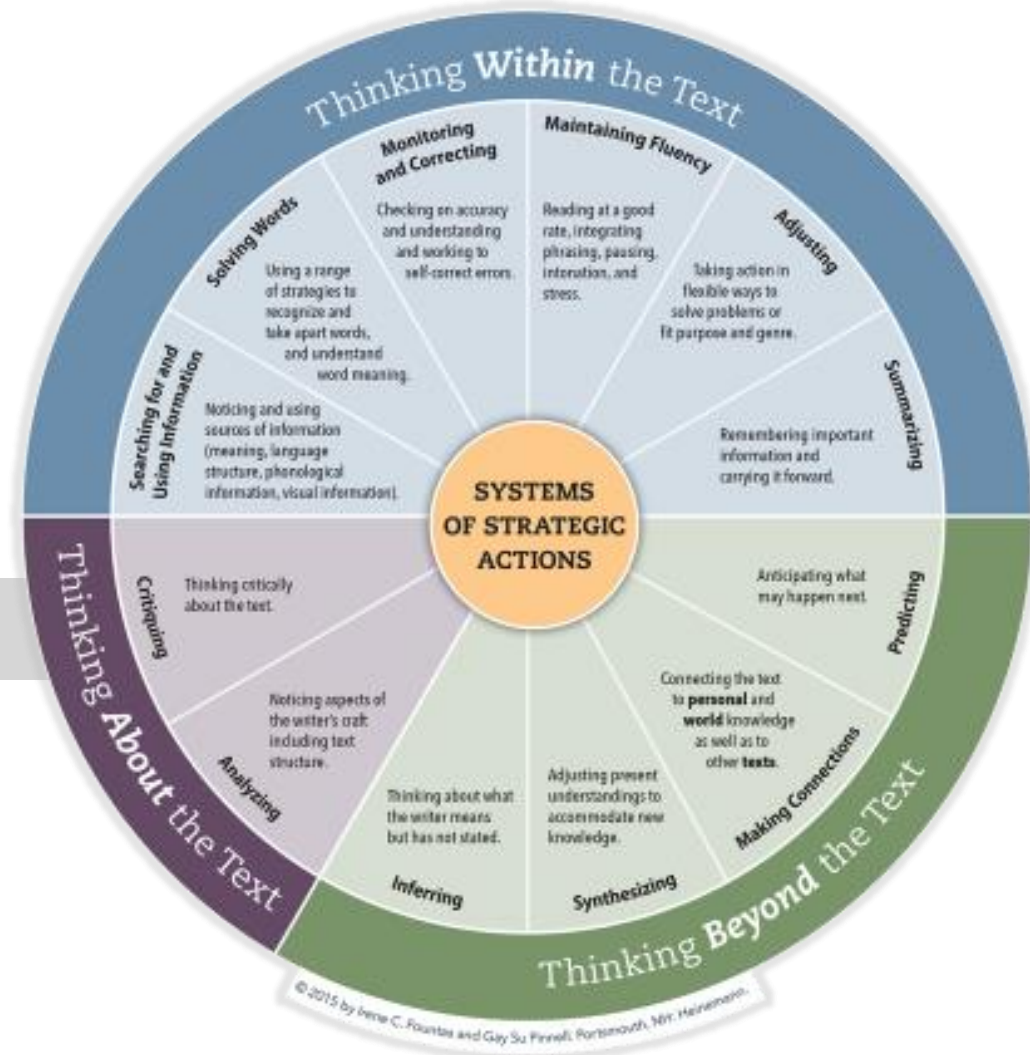 Thinking Within the Text
Searching for and
Using Information
Noticing and using
sources of information
(meaning, language
structure, phonological
information, visual information).
Solving Words
Using a range
of strategies to
recognize and
take apart words,
and understand
word meaning.
Monitoring
and Correcting
Checking on accuracy
and understanding
and working to
self-correct errors.
Maintaining Fluency
Reading at a good
rate, integrating
phrasing, pausing,
intonation, and
stress.
Adjusting
Taking action in
flexible ways to
solve problems or
fit purpose and genre.
Summarizing
Remembering important
information and
carrying it forward.
SYSTEMS
OF STRATEGIC
ACTIONS
Thinking Beyond the Text
Predicting
Anticipating what
may happen next.
Making Connections
Connecting the text
to personal and
world knowledge
as well as to
other texts.
Synthesizing
Adjusting present
understandings to
accommodate new
knowledge.
Inferring
Thinking about what
the writer means
but has not stated.
Thinking About the Text
Analyzing
Noticing aspects of
the writer's craft
including text
structure.
Critiquing
Thinking critically
about the text.
© 2015 by Irene C. Fountas and Gay Su Pinnell. Portsmouth, NH: Heinemann.